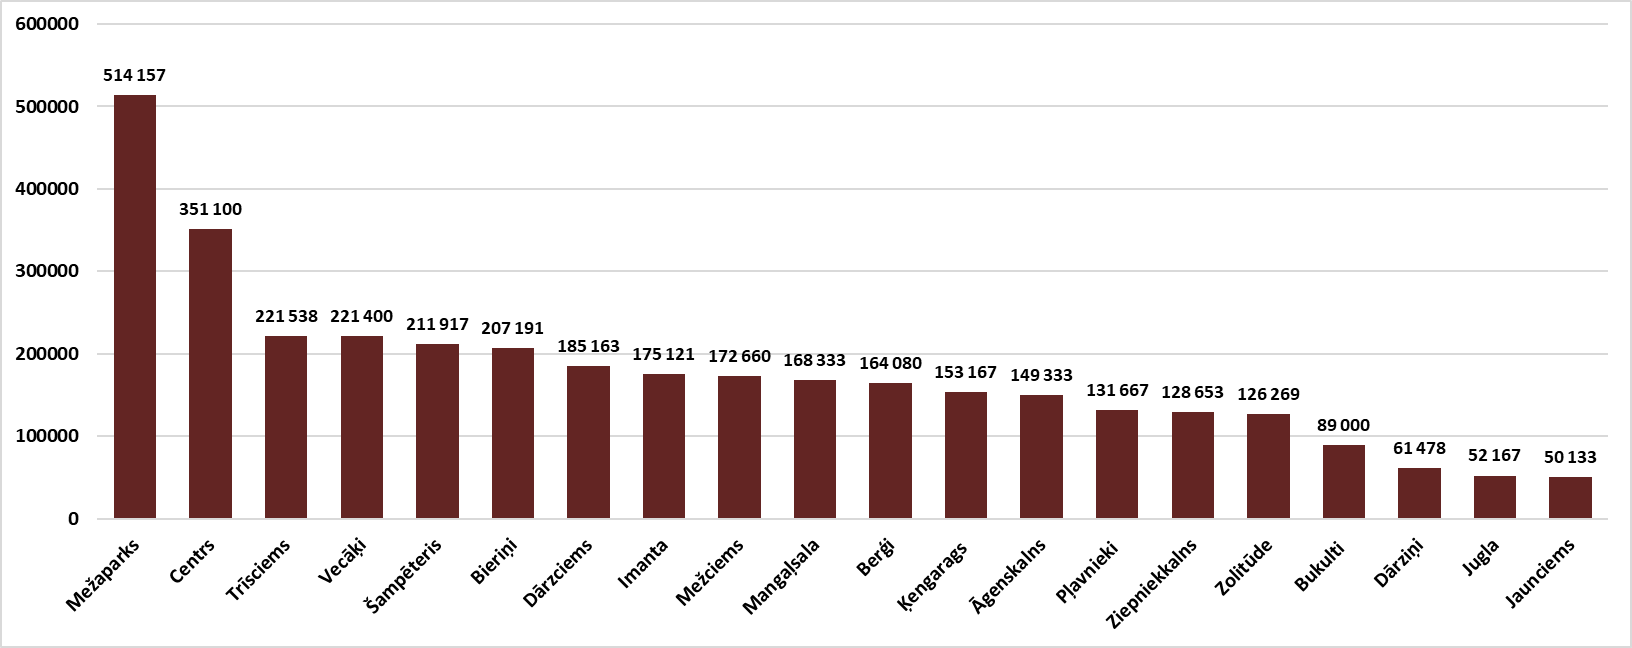 600000
500000
400000
300000
200000
100000
0
514 157
351 100
221 538
221 400
211 917
207 191
185 163
175 121
172 660
168 333
164 080
153 167
149 333
131 667
128 653
126 269
89 000
61 478
52 167
50 133
Mežaparks
Centrs
Trīsciems
Vecāķi
Šampēteris
Bieriņi
Dārzciems
Imanta
Mežciems
Mangaļsala
Berģi
Ķengarags
Āgenskalns
Pļavnieki
Ziepniekkalns
Zolitūde
Bukulti
Dārziņi
Jugla
Jaunciems